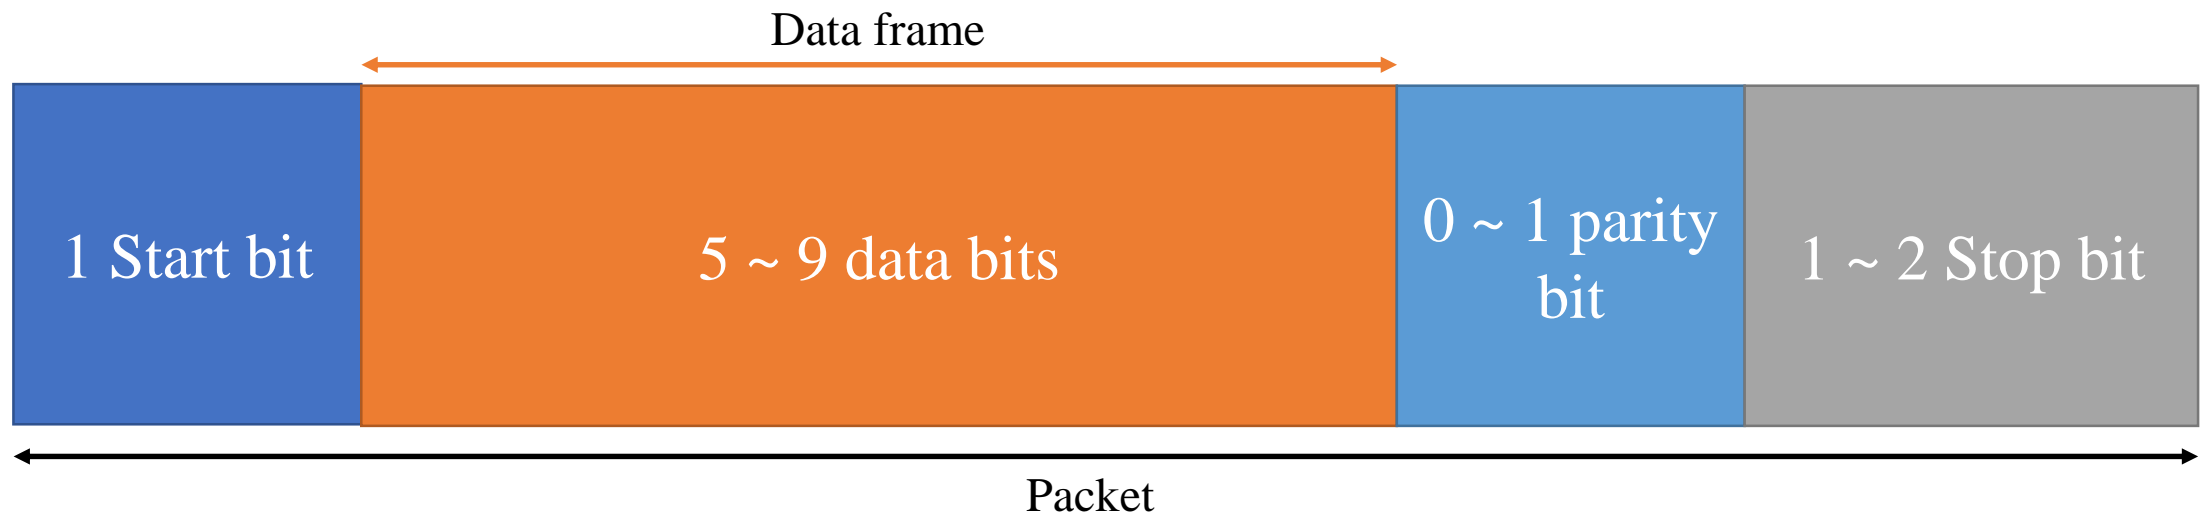 Data frame
1 Start bit
5 ~ 9 data bits
0 ~ 1 parity
bit
1 ~ 2 Stop bit
Packet